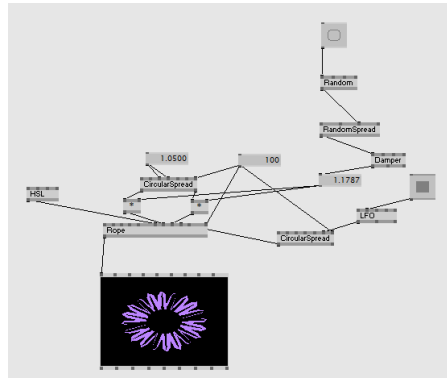 Random
RandomSpread
1.0500
100
Damper
CircularSpread
1.1787
HSL
*
*
LFO
Rope
CircularSpread